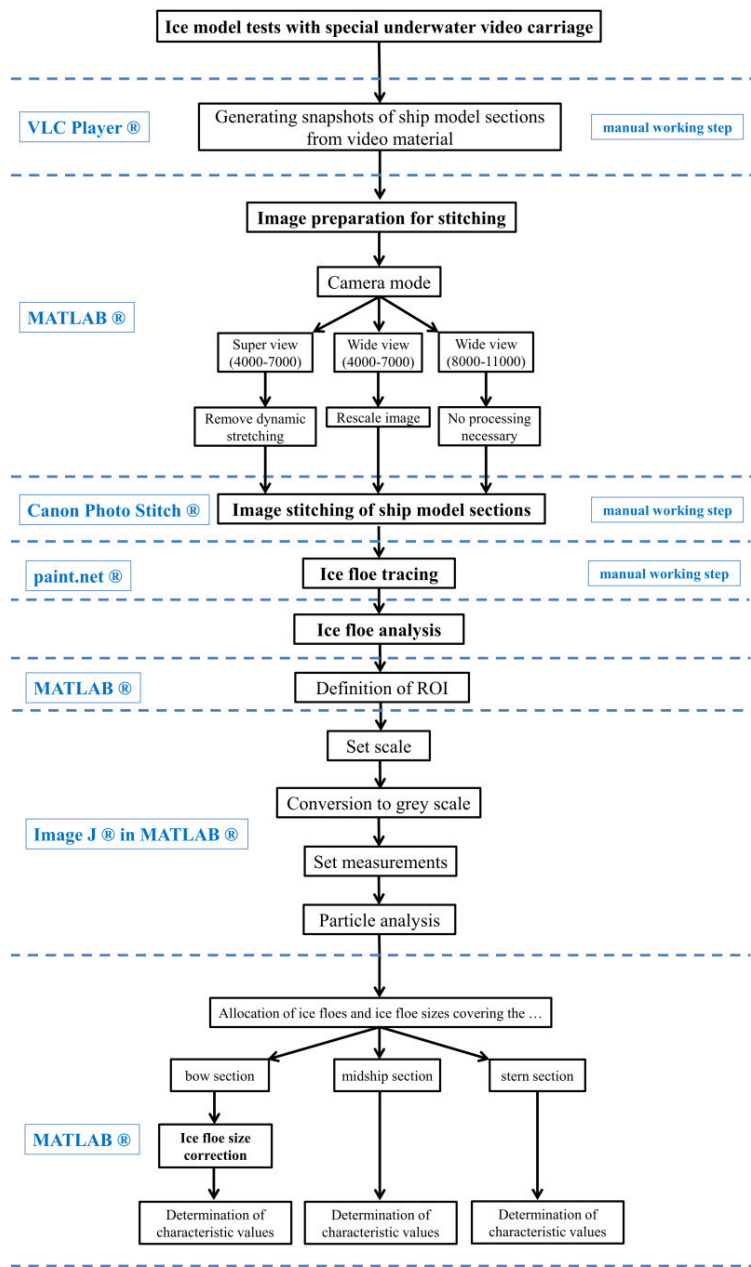 Ice model tests with special underwater video carriage
VLC Player ®
Generating snapshots of ship model sections
from video material
manual working step
Image preparation for stitching
Camera mode
MATLAB ®
Super view
(4000-7000)
Wide view
(4000-7000)
Wide view
(8000-11000)
Remove dynamic
stretching
Rescale image
No processing
necessary
Canon Photo Stitch ®
Image stitching of ship model sections
manual working step
paint.net ®
Ice floe tracing
manual working step
Ice floe analysis
MATLAB ®
Definition of ROI
Set scale
Conversion to grey scale
Image J ® in MATLAB ®
Set measurements
Particle analysis
Allocation of ice floes and ice floe sizes covering the …
bow section
midship section
stern section
MATLAB ®
Ice floe size
correction
Determination of
characteristic values
Determination of
characteristic values
Determination of
characteristic values